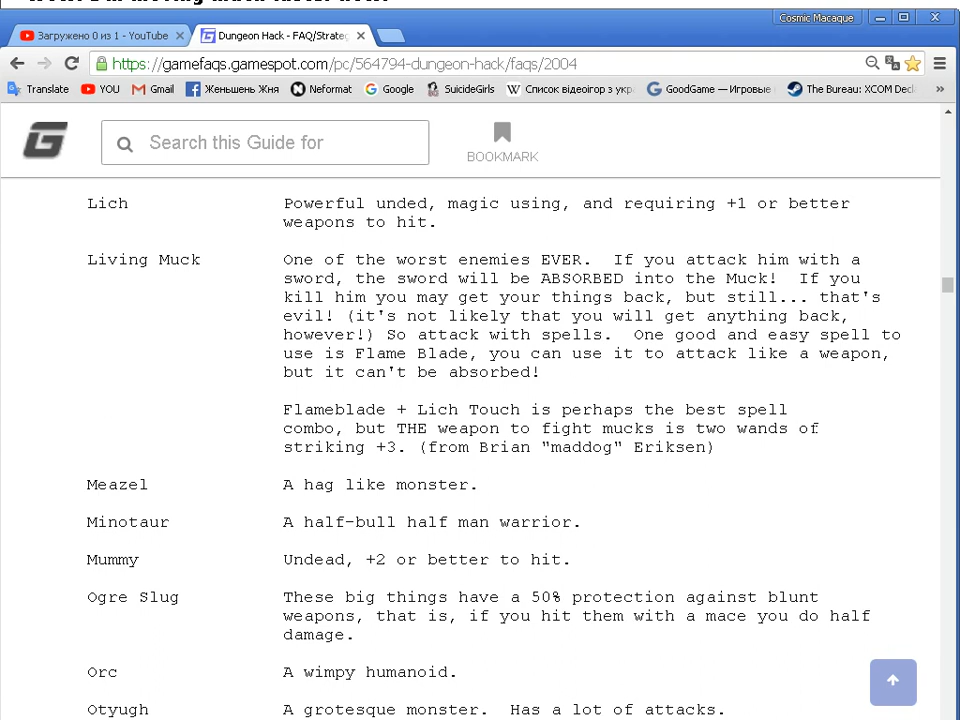 Cosmic Macaque
Загружено 0 из 1 - YouTube
Dungeon Hack - FAQ/Strate
https://gamefaqs.gamespot.com/pc/564794-dungeon-hack/faqs/2004
Translate YOU Gmail Женьшень Жня Neformat Google SuicideGirls Список відеоігор з укра GoodGame — Игровые The Bureau: XCOM Decl »
Search this Guide for
BOOKMARK
Lich Powerful unded, magic using, and requiring +1 or better
weapons to hit.
Living Muck One of the worst enemies EVER. If you attack him with a
sword, the sword will be ABSORBED into the Muck! If you
kill him you may get your things back, but still... that's
evil! (it's not likely that you will get anything back,
however!) So attack with spells. One good and easy spell to
use is Flame Blade, you can use it to attack like a weapon,
but it can't be absorbed!
Flameblade + Lich Touch is perhaps the best spell
combo, but THE weapon to fight mucks is two wands of
striking +3. (from Brian "maddog" Eriksen)
Meazel A hag like monster.
Minotaur A half-bull half man warrior.
Mummy Undead, +2 or better to hit.
Ogre Slug These big things have a 50% protection against blunt
weapons, that is, if you hit them with a mace you do half
damage.
Orc A wimpy humanoid.
Otyugh A grotesque monster. Has a lot of attacks.